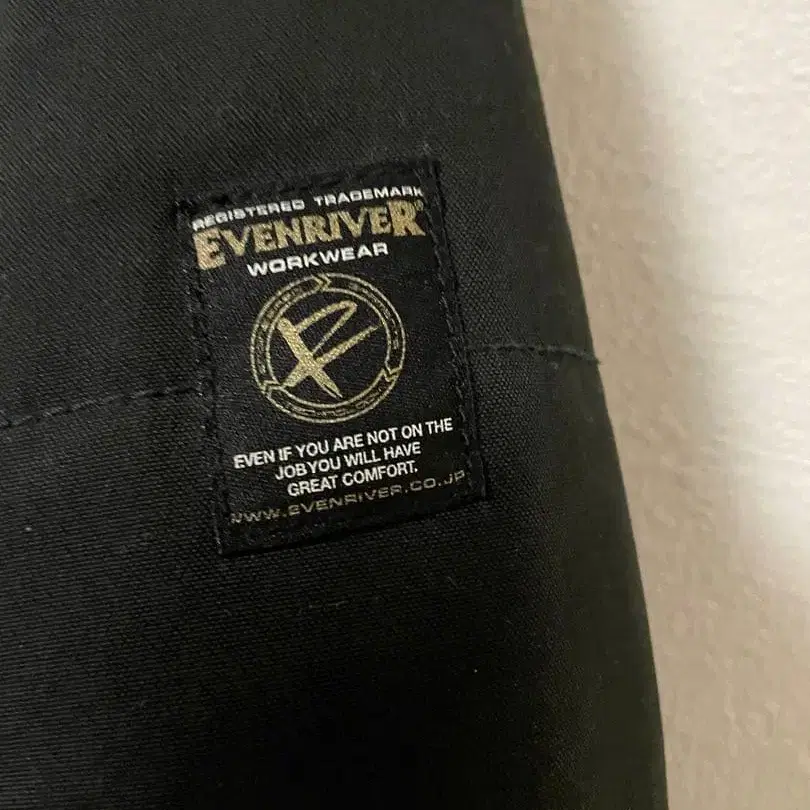 REGISTERED TRADEMARK
EVENRIVER®
WORKWEAR
EVEN IF YOU ARE NOT ON THE
JOB YOU WILL HAVE
GREAT COMFORT.
WWW.EVENRIVER.CO.JP